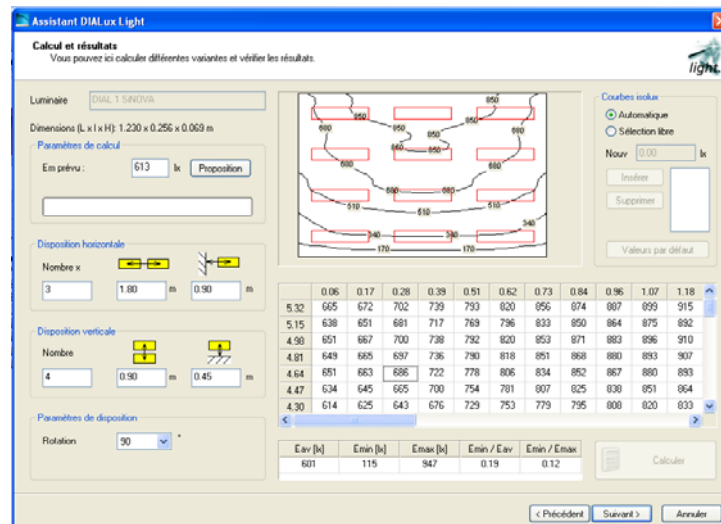 Assistant DIALux Light
Calcul et résultats
Vous pouvez ici calculer différentes variantes et vérifier les résultats.
light
Luminaire DIAL 1 SiNOVA
Dimensions (L x l x H): 1.230 x 0.256 x 0.069 m
Paramètres de calcul
Em prévu : 613 lx Proposition
Disposition horizontale
Nombre x
3 1.80 m 0.90 m
Disposition verticale
Nombre
4 0.90 m 0.45 m
Paramètres de disposition
Rotation 90 °
850
680 850 850 680
850 850
680 680
510 510
340 340
170 170
Courbes isolux
Automatique
Sélection libre
Nouv 0.00 lx
Insérer
Supprimer
Valeurs par défaut
0.06 0.17 0.28 0.39 0.51 0.62 0.73 0.84 0.96 1.07 1.18
5.32 665 672 702 739 793 820 856 874 887 899 915
5.15 638 651 681 717 769 796 833 850 864 875 892
4.98 651 667 700 738 792 820 853 871 883 896 910
4.81 649 665 697 736 790 818 851 868 880 893 907
4.64 651 663 686 722 778 806 834 852 867 880 893
4.47 634 645 665 700 754 781 807 825 838 851 864
4.30 614 625 643 676 729 753 779 795 808 820 833
Eav [lx] Emin [lx] Emax [lx] Emin / Eav Emin / Emax
601 115 947 0.19 0.12
Calculer
< Précédent Suivant > Annuler